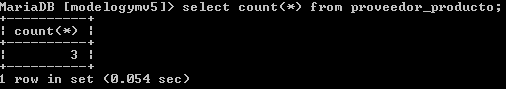 MariaDB [modelogymv5]> select count(*) from proveedor_producto;
+----------+
| count(*) |
+----------+
|        3 |
+----------+
1 row in set (0.054 sec)